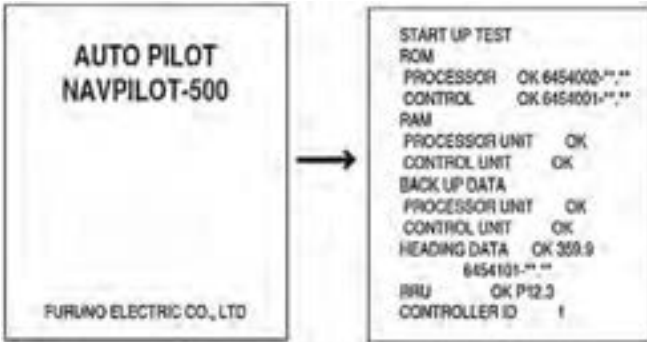 AUTO PILOT
NAVPILOT-500
FURUNO ELECTRIC CO., LTD
START UP TEST
ROM
PROCESSOR OK 6454002-**.**
CONTROL OK 6454001-**.**
RAM
PROCESSOR UNIT OK
CONTROL UNIT OK
BACK UP DATA
PROCESSOR UNIT OK
CONTROL UNIT OK
HEADING DATA OK 359.9
6454101-**.**
RRU OK P12.3
CONTROLLER ID 1